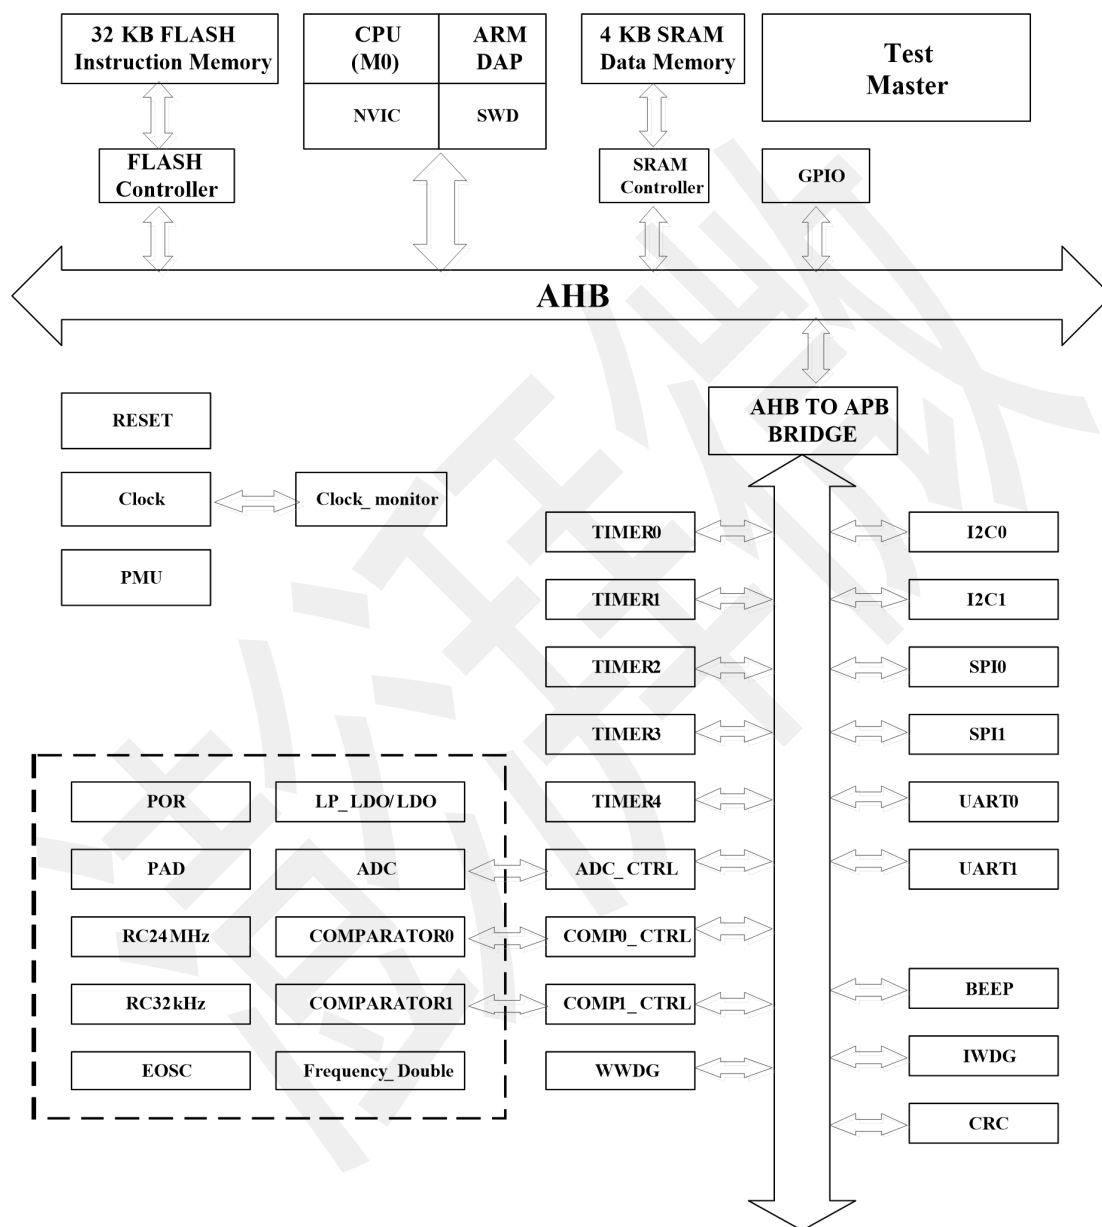 32 KB FLASH
Instruction Memory
CPU
(M0)
ARM
DAP
NVIC
SWD
4 KB SRAM
Data Memory
Test
Master
FLASH
Controller
SRAM
Controller
GPIO
AHB
AHB TO APB
BRIDGE
RESET
Clock
Clock_monitor
PMU
TIMER0
I2C0
TIMER1
I2C1
TIMER2
SPI0
TIMER3
SPI1
POR
LP_LDO/LDO
TIMER4
UART0
PAD
ADC
ADC_CTRL
UART1
RC24MHz
COMPARATOR0
COMP0_CTRL
BEEP
RC32kHz
COMPARATOR1
COMP1_CTRL
IWDG
EOSC
Frequency_Double
WWDG
CRC